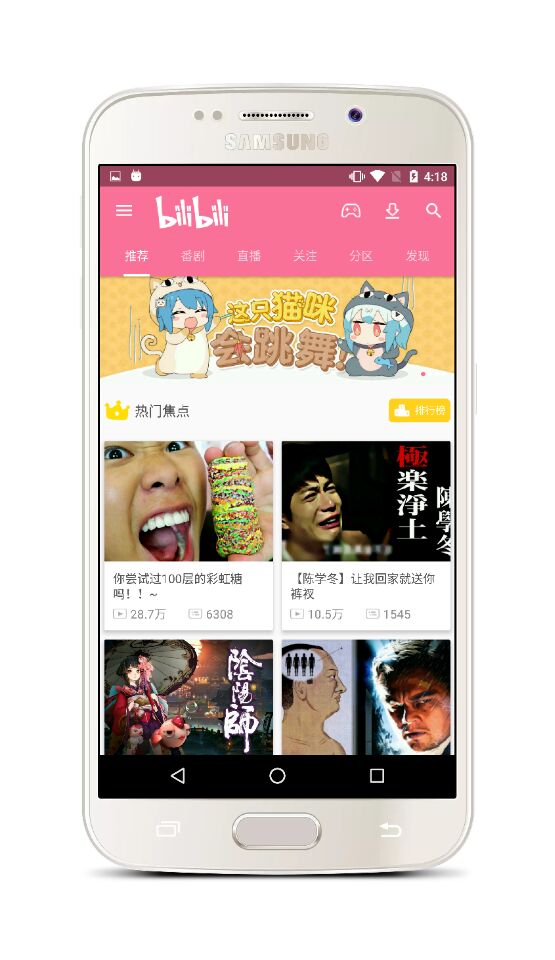 SAMSUNG
4:18
bilibili
推荐 番剧 直播 关注 分区 发现
这只猫咪
会跳舞!
热门焦点
排行榜
極
楽
淨
土
陳學冬
你尝试过100层的彩虹糖
吗！！~
28.7万 6308
【陈学冬】让我回家就送你
裤衩
10.5万 1545
陰
陽
師